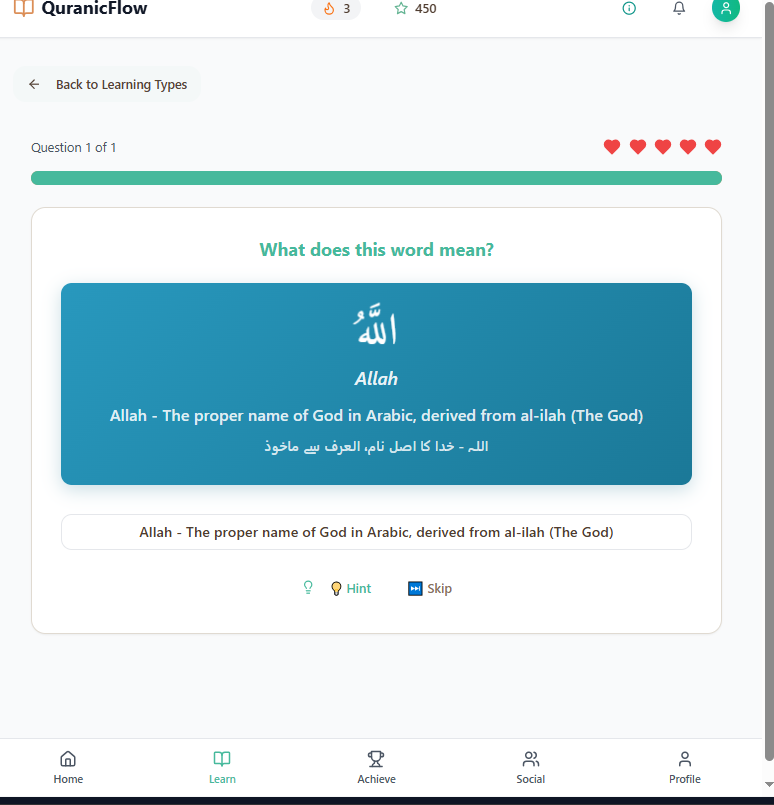 QuranicFlow
3
450
Back to Learning Types
Question 1 of 1
What does this word mean?
اللَّهُ
Allah
Allah - The proper name of God in Arabic, derived from al-ilah (The God)
اللہ - خدا کا اصل نام، العرف سے ماخوذ
Allah - The proper name of God in Arabic, derived from al-ilah (The God)
Hint
Skip
Home
Learn
Achieve
Social
Profile